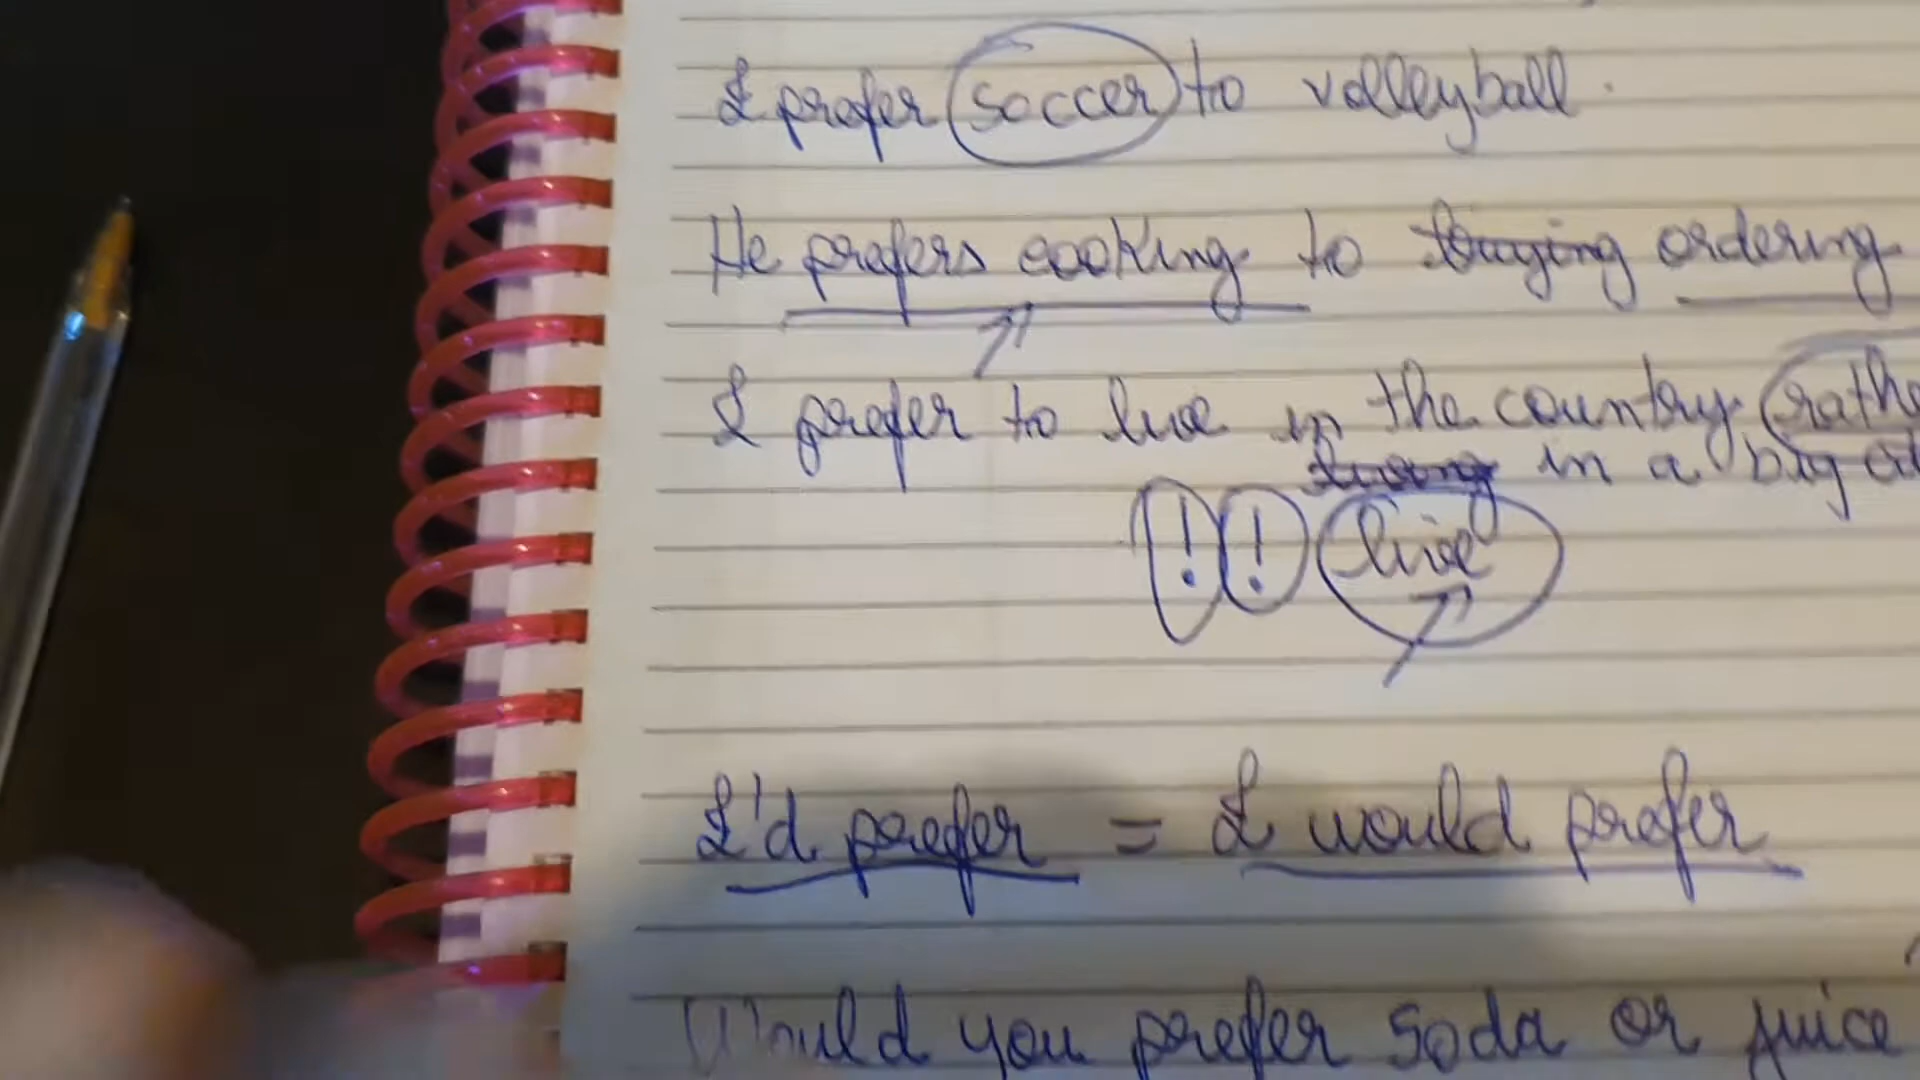 I prefer soccer to volleyball.
He prefers cooking to ordering
I prefer to live in the country rathe
in a big
! ! live
I'd prefer = I would prefer
Would you prefer soda or juice